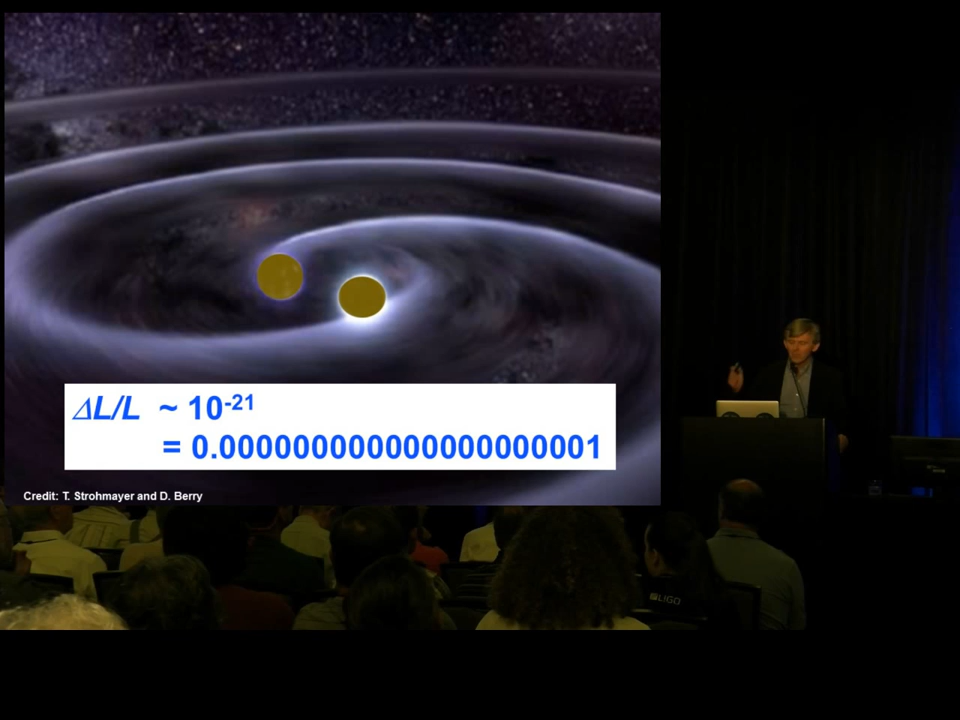 ΔL/L ~ 10⁻²¹
= 0.000000000000000000001
Credit: T. Strohmayer and D. Berry
LIGO